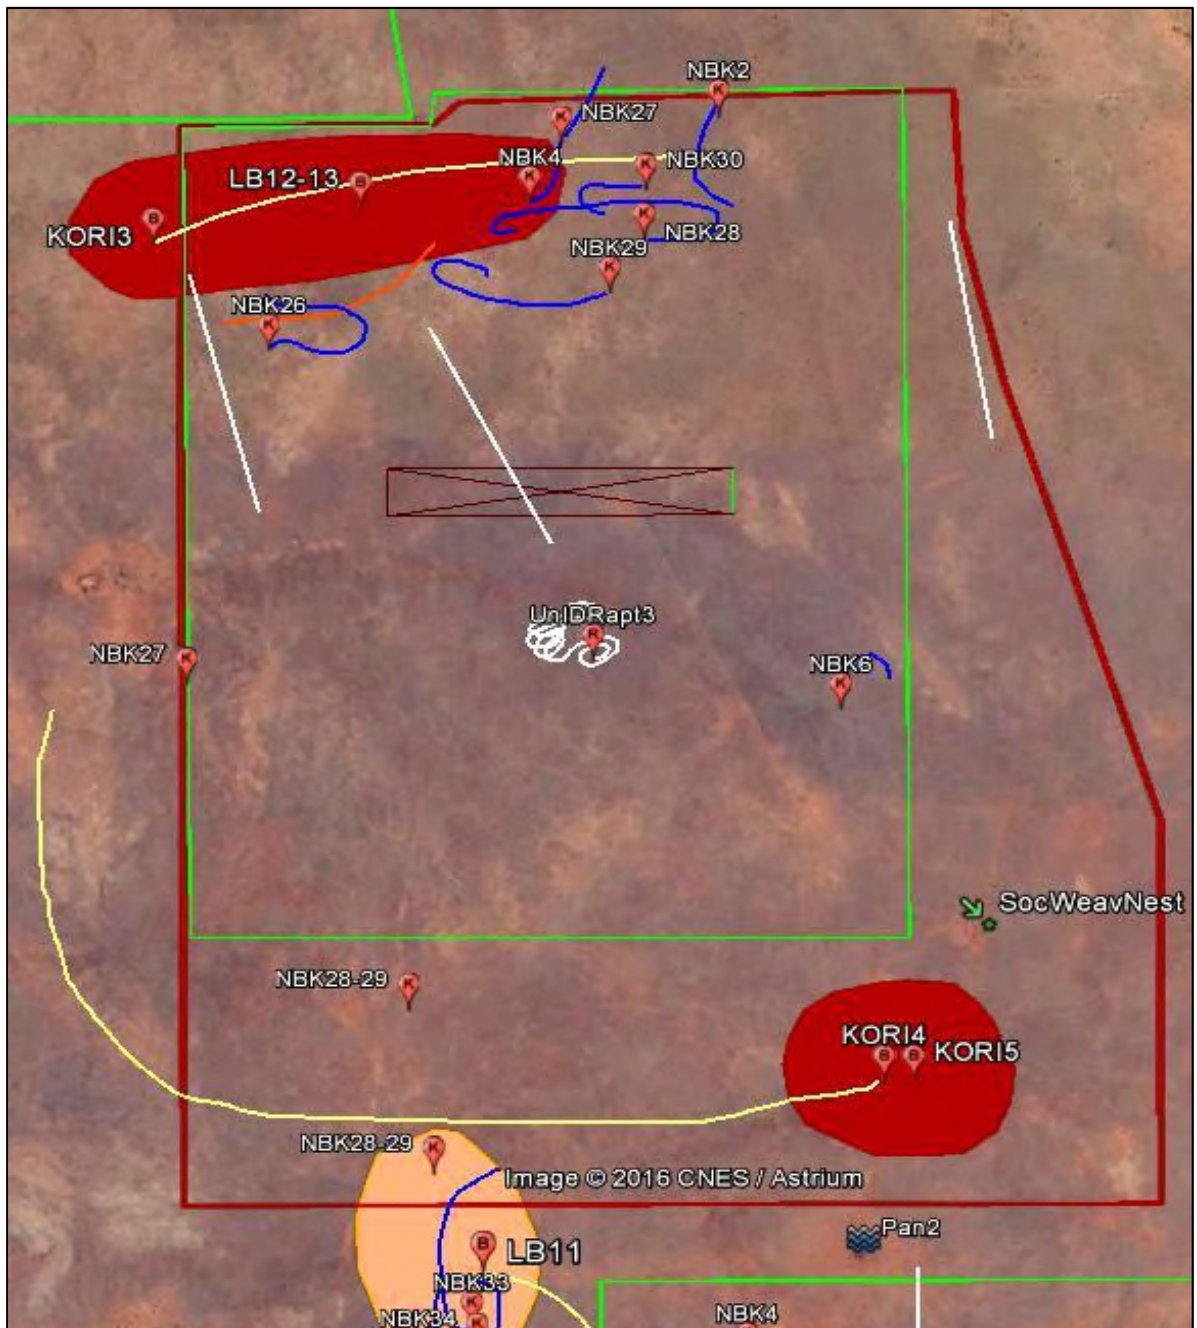 NBK2
NBK27
NBK4
NBK30
LB12-13
KORI3
NBK28
NBK29
NBK26
UnIDRapt3
NBK27
NBK6
SocWeavNest
NBK28-29
KORI4
KORI5
NBK28-29
Image © 2016 CNES / Astrium
Pan2
LB11
NBK33
NBK34
NBK4